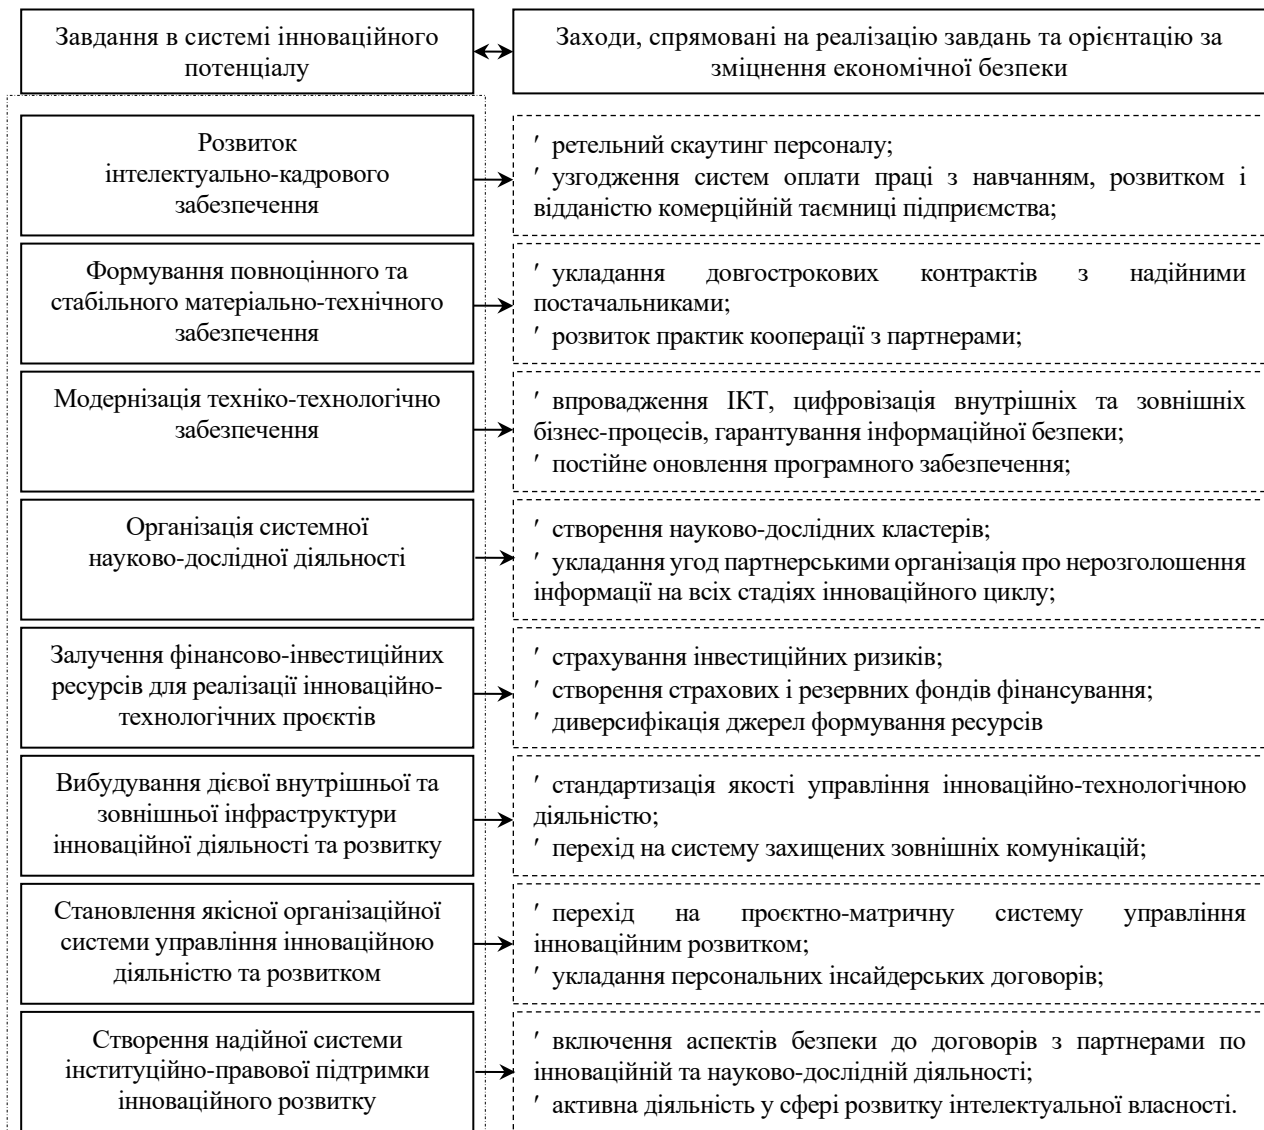 Завдання в системі інноваційного
потенціалу
Заходи, спрямовані на реалізацію завдань та орієнтацію за
зміцнення економічної безпеки
Розвиток
інтелектуально-кадрового
забезпечення
′ ретельний скаутинг персоналу;
′ узгодження систем оплати праці з навчанням, розвитком і
відданістю комерційній таємниці підприємства;
Формування повноцінного та
стабільного матеріально-технічного
забезпечення
′ укладання довгострокових контрактів з надійними
постачальниками;
′ розвиток практик кооперації з партнерами;
Модернізація техніко-технологічно
забезпечення
′ впровадження ІКТ, цифровізація внутрішніх та зовнішніх
бізнес-процесів, гарантування інформаційної безпеки;
′ постійне оновлення програмного забезпечення;
Організація системної
науково-дослідної діяльності
′ створення науково-дослідних кластерів;
′ укладання угод партнерськими організація про нерозголошення
інформації на всіх стадіях інноваційного циклу;
Залучення фінансово-інвестиційних
ресурсів для реалізації інноваційно-
технологічних проєктів
′ страхування інвестиційних ризиків;
′ створення страхових і резервних фондів фінансування;
′ диверсифікація джерел формування ресурсів
Вибудування дієвої внутрішньої та
зовнішньої інфраструктури
інноваційної діяльності та розвитку
′ стандартизація якості управління інноваційно-технологічною
діяльністю;
′ перехід на систему захищених зовнішніх комунікацій;
Становлення якісної організаційної
системи управління інноваційною
діяльністю та розвитком
′ перехід на проєктно-матричну систему управління
інноваційним розвитком;
′ укладання персональних інсайдерських договорів;
Створення надійної системи
інституційно-правової підтримки
інноваційного розвитку
′ включення аспектів безпеки до договорів з партнерами по
інноваційній та науково-дослідній діяльності;
′ активна діяльність у сфері розвитку інтелектуальної власності.